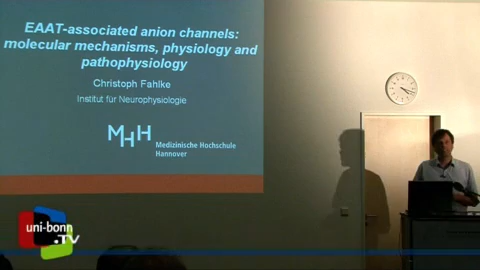 EAAT-associated anion channels:
molecular mechanisms, physiology and
pathophysiology
Christoph Fahlke
Institut für Neurophysiologie
MHH
Medizinische Hochschule
Hannover
uni-bonn
.TV